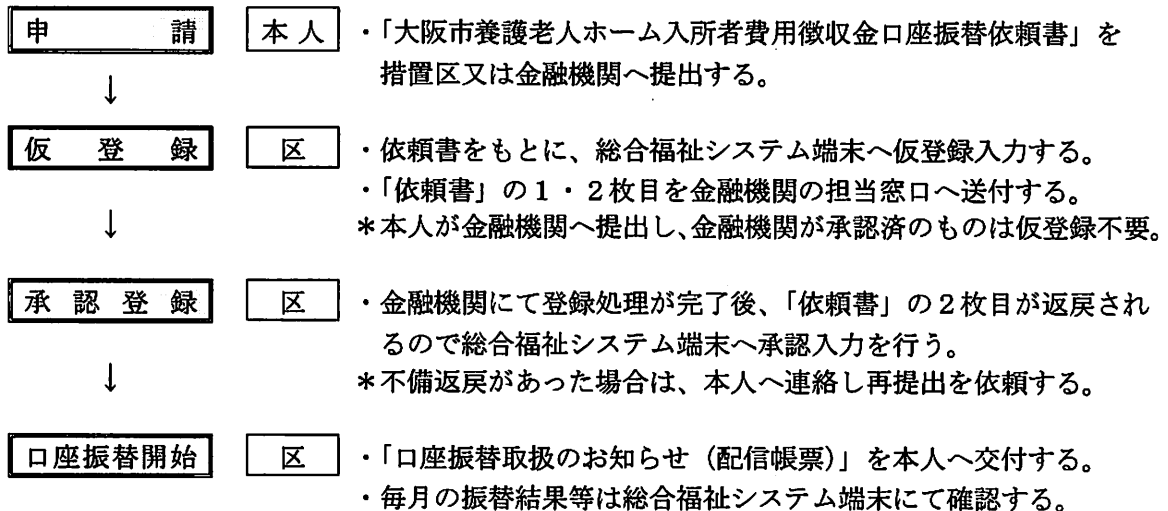 申請 本人 ・「大阪市養護老人ホーム入所者費用徴収金口座振替依頼書」を
措置区又は金融機関へ提出する。
↓
仮登録 区 ・依頼書をもとに、総合福祉システム端末へ仮登録入力する。
・「依頼書」の1・2枚目を金融機関の担当窓口へ送付する。
↓ *本人が金融機関へ提出し、金融機関が承認済のものは仮登録不要。
承認登録 区 ・金融機関にて登録処理が完了後、「依頼書」の2枚目が返戻され
るので総合福祉システム端末へ承認入力を行う。
↓ *不備返戻があった場合は、本人へ連絡し再提出を依頼する。
口座振替開始 区 ・「口座振替取扱のお知らせ（配信帳票）」を本人へ交付する。
・毎月の振替結果等は総合福祉システム端末にて確認する。